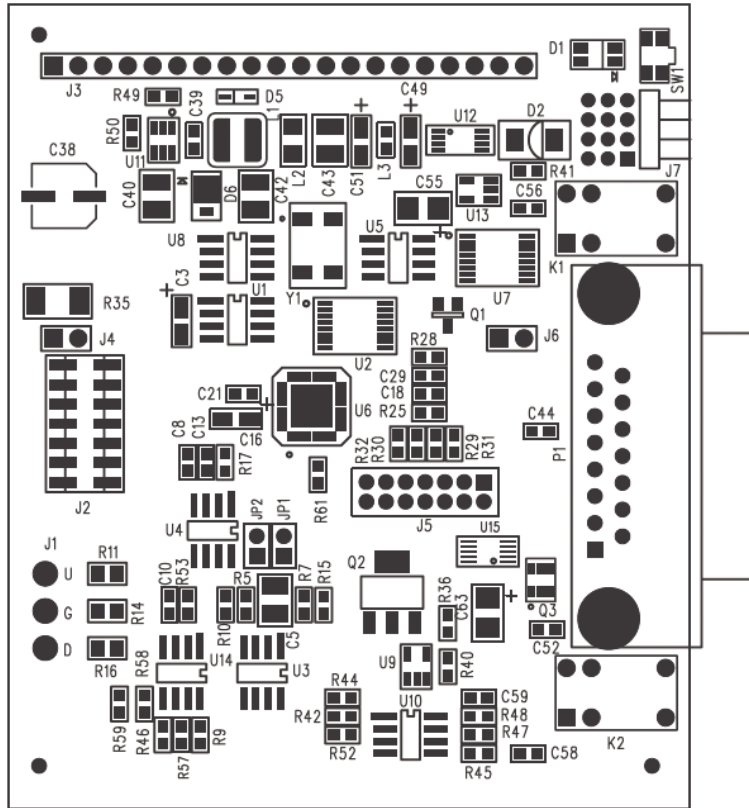 D1
SW1
J3
R49
C39
D5
C49
R50
U11
L1
L2
C43
C51
L3
U12
D2
C38
C40
D6
C42
C55
U13
R41
C56
J7
U8
U5
C3
U1
Y1
U7
K1
R35
J4
U2
Q1
J6
R28
C29
C18
R25
C21
C16
U6
C44
P1
C8
C13
R17
R61
R32
R30
R29
R31
J2
U4
JP2
JP1
J5
U15
J1
U
R11
G
R14
D
R16
C10
R53
R10
R5
C5
R7
R15
Q2
R36
C63
Q3
C52
R58
U14
U3
U9
R40
R59
R46
R57
R9
R44
R42
R52
U10
C59
R48
R47
R45
C58
K2